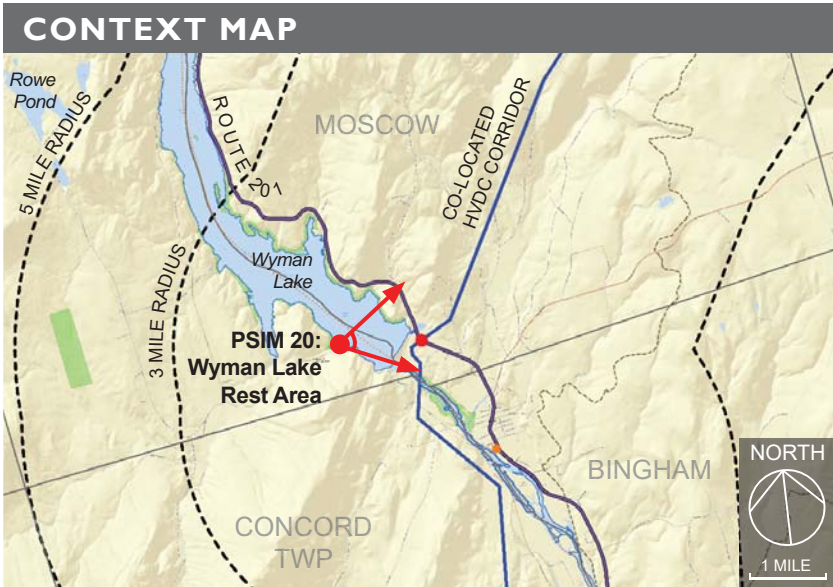 CONTEXT MAP
Rowe
Pond
5 MILE RADIUS
ROUTE 201
MOSCOW
CO-LOCATED
HVDC CORRIDOR
3 MILE RADIUS
Wyman
Lake
PSIM 20:
Wyman Lake
Rest Area
BINGHAM
CONCORD
TWP
NORTH
1 MILE